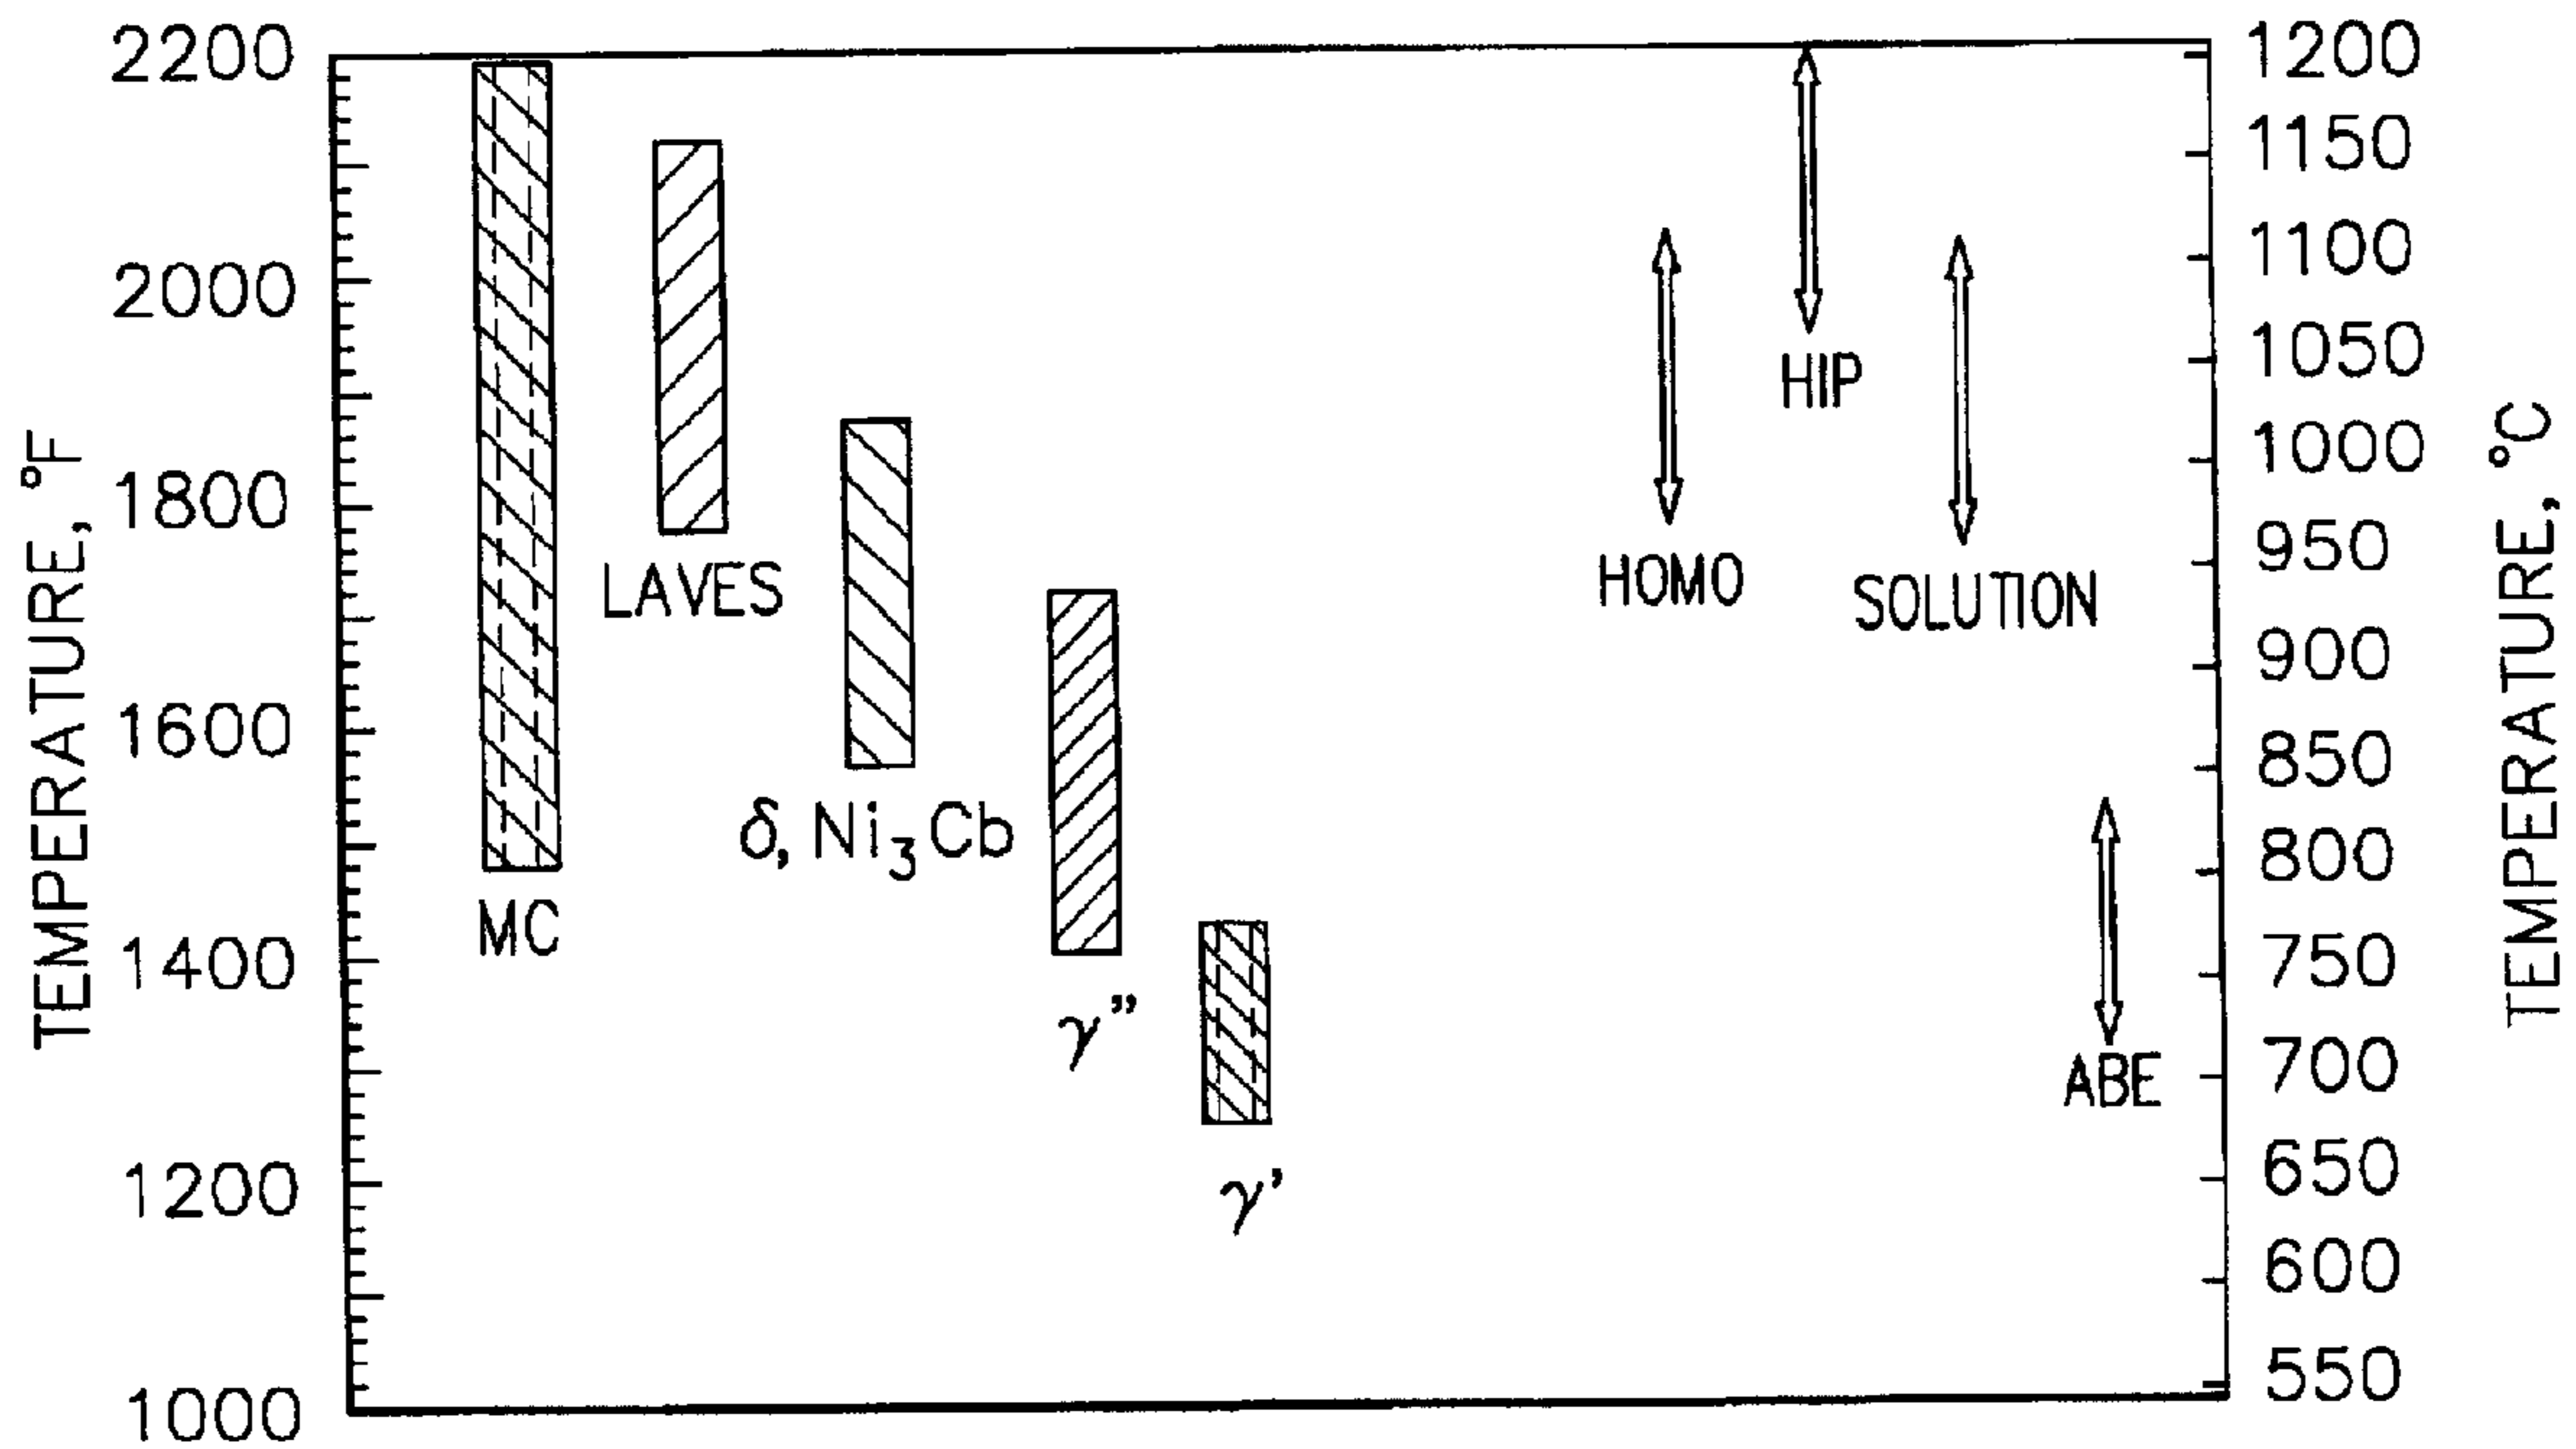 TEMPERATURE, °F
2200
2000
1800
1600
1400
1200
1000
MC
LAVES
δ, Ni₃Cb
γ”
γ’
HOMO
HIP
SOLUTION
ABE
1200
1150
1100
1050
1000
950
900
850
800
750
700
650
600
550
TEMPERATURE, °C